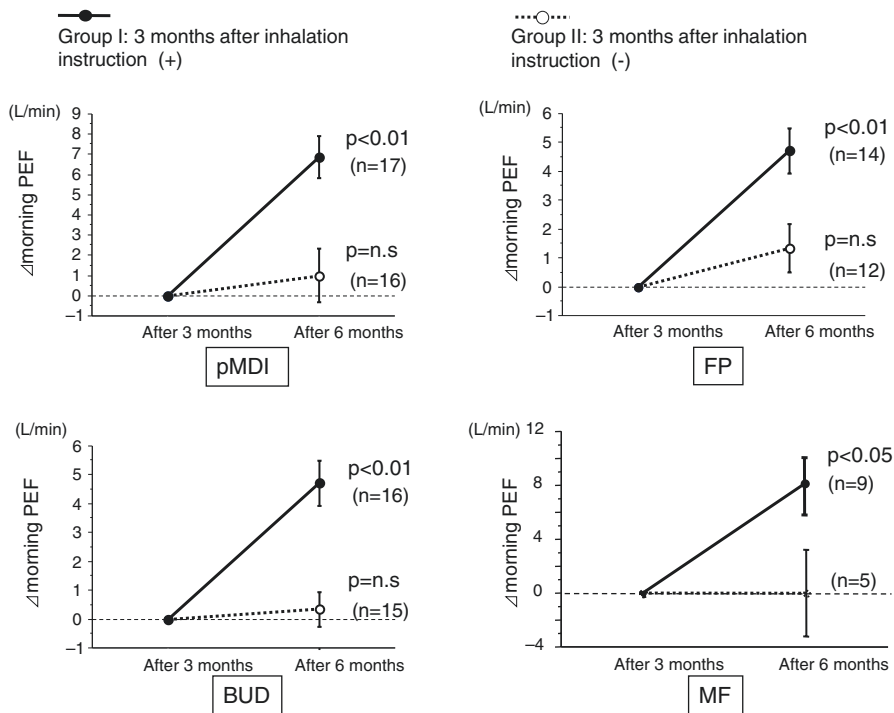 Group I: 3 months after inhalation
instruction (+)
Group II: 3 months after inhalation
instruction (-)
(L/min)
⊿morning PEF
9
8
7
6
5
4
3
2
1
0
−1
p<0.01
(n=17)
p=n.s
(n=16)
After 3 months
After 6 months
pMDI
(L/min)
⊿morning PEF
6
5
4
3
2
1
0
−1
p<0.01
(n=14)
p=n.s
(n=12)
After 3 months
After 6 months
FP
(L/min)
⊿morning PEF
6
5
4
3
2
1
0
−1
p<0.01
(n=16)
p=n.s
(n=15)
After 3 months
After 6 months
BUD
(L/min)
⊿morning PEF
12
8
4
0
−4
p<0.05
(n=9)
(n=5)
After 3 months
After 6 months
MF